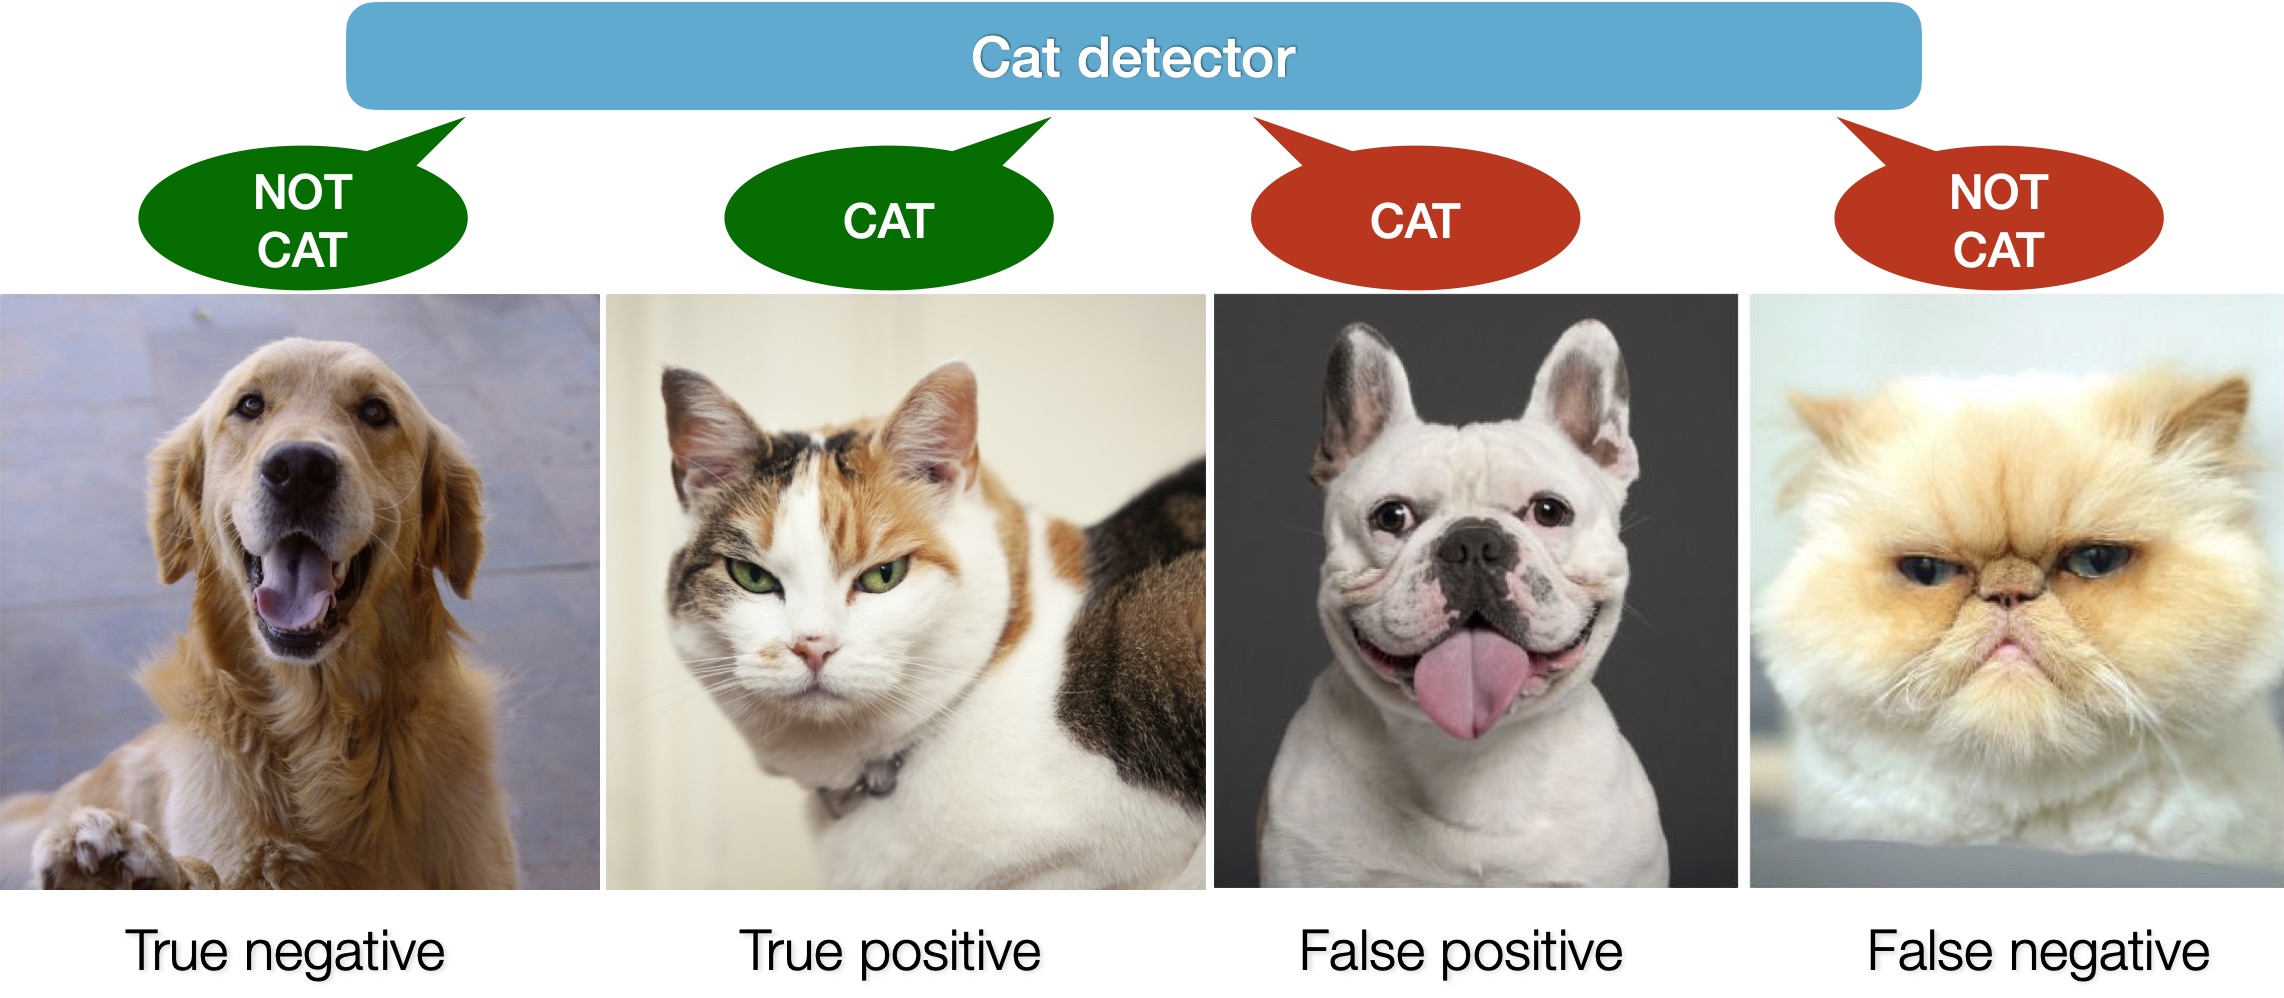 Cat detector
NOT
CAT
CAT
CAT
NOT
CAT
True negative
True positive
False positive
False negative